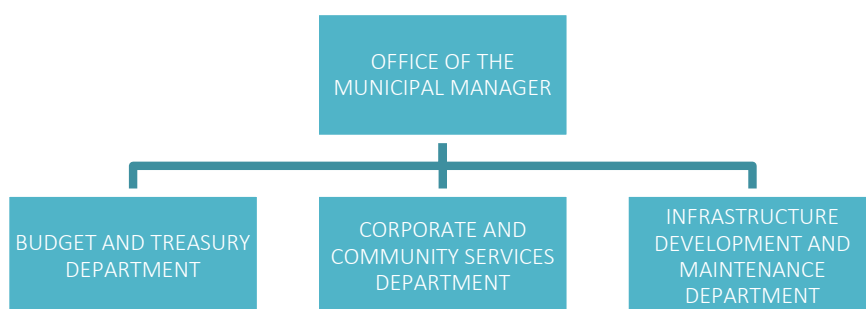 OFFICE OF THE
MUNICIPAL MANAGER
BUDGET AND TREASURY
DEPARTMENT
CORPORATE AND
COMMUNITY SERVICES
DEPARTMENT
INFRASTRUCTURE
DEVELOPMENT AND
MAINTENANCE
DEPARTMENT